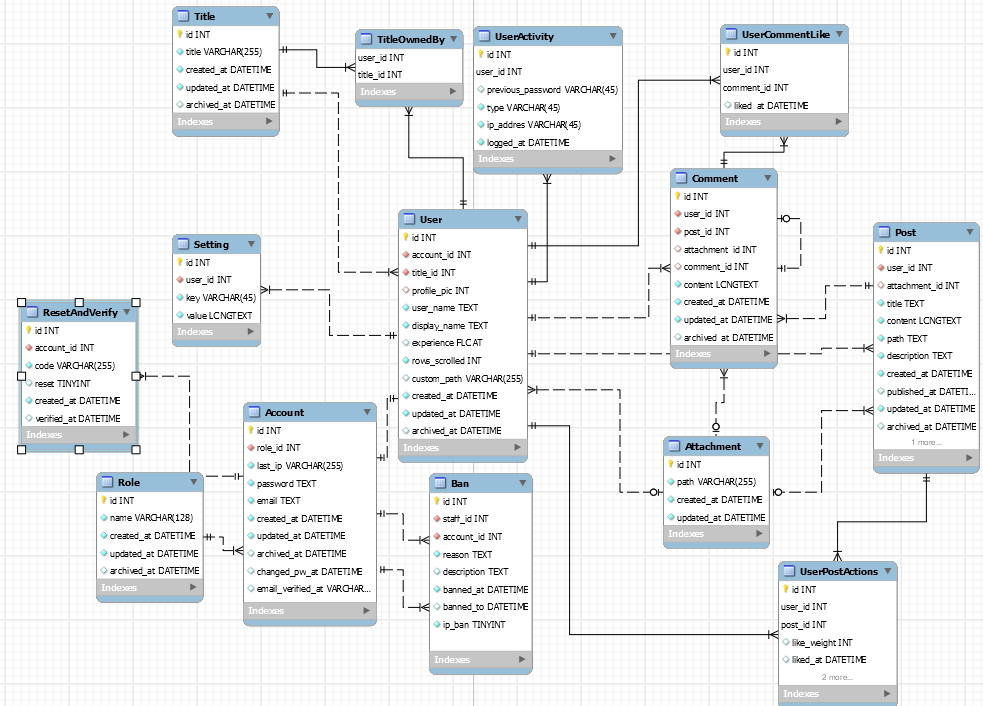 Title
id INT
title VARCHAR(255)
created_at DATETIME
updated_at DATETIME
archived_at DATETIME
Indexes
TitleOwnedBy
user_id INT
title_id INT
Indexes
UserActivity
id INT
user_id INT
previous_password VARCHAR(45)
type VARCHAR(45)
ip_addres VARCHAR(45)
logged_at DATETIME
Indexes
UserCommentLike
id INT
user_id INT
comment_id INT
liked_at DATETIME
Indexes
Comment
id INT
user_id INT
post_id INT
attachment_id INT
comment_id INT
content LONGTEXT
created_at DATETIME
updated_at DATETIME
archived_at DATETIME
Indexes
User
id INT
account_id INT
title_id INT
profile_pic INT
user_name TEXT
display_name TEXT
experience FLOAT
rows_scrolled INT
custom_path VARCHAR(255)
created_at DATETIME
updated_at DATETIME
archived_at DATETIME
Indexes
Post
id INT
user_id INT
attachment_id INT
title TEXT
content LONGTEXT
path TEXT
description TEXT
created_at DATETIME
published_at DATETI...
updated_at DATETIME
archived_at DATETIME
1 more...
Indexes
Setting
id INT
user_id INT
key VARCHAR(45)
value LONGTEXT
Indexes
ResetAndVerify
id INT
account_id INT
code VARCHAR(255)
reset TINYINT
created_at DATETIME
verified_at DATETIME
Indexes
Account
id INT
role_id INT
last_ip VARCHAR(255)
password TEXT
email TEXT
created_at DATETIME
updated_at DATETIME
archived_at DATETIME
changed_pw_at DATETIME
email_verified_at VARCHAR...
Indexes
Role
id INT
name VARCHAR(128)
created_at DATETIME
updated_at DATETIME
archived_at DATETIME
Indexes
Ban
id INT
staff_id INT
account_id INT
reason TEXT
description TEXT
banned_at DATETIME
banned_to DATETIME
ip_ban TINYINT
Indexes
Attachment
id INT
path VARCHAR(255)
created_at DATETIME
updated_at DATETIME
Indexes
UserPostActions
id INT
user_id INT
post_id INT
like_weight INT
liked_at DATETIME
2 more...
Indexes